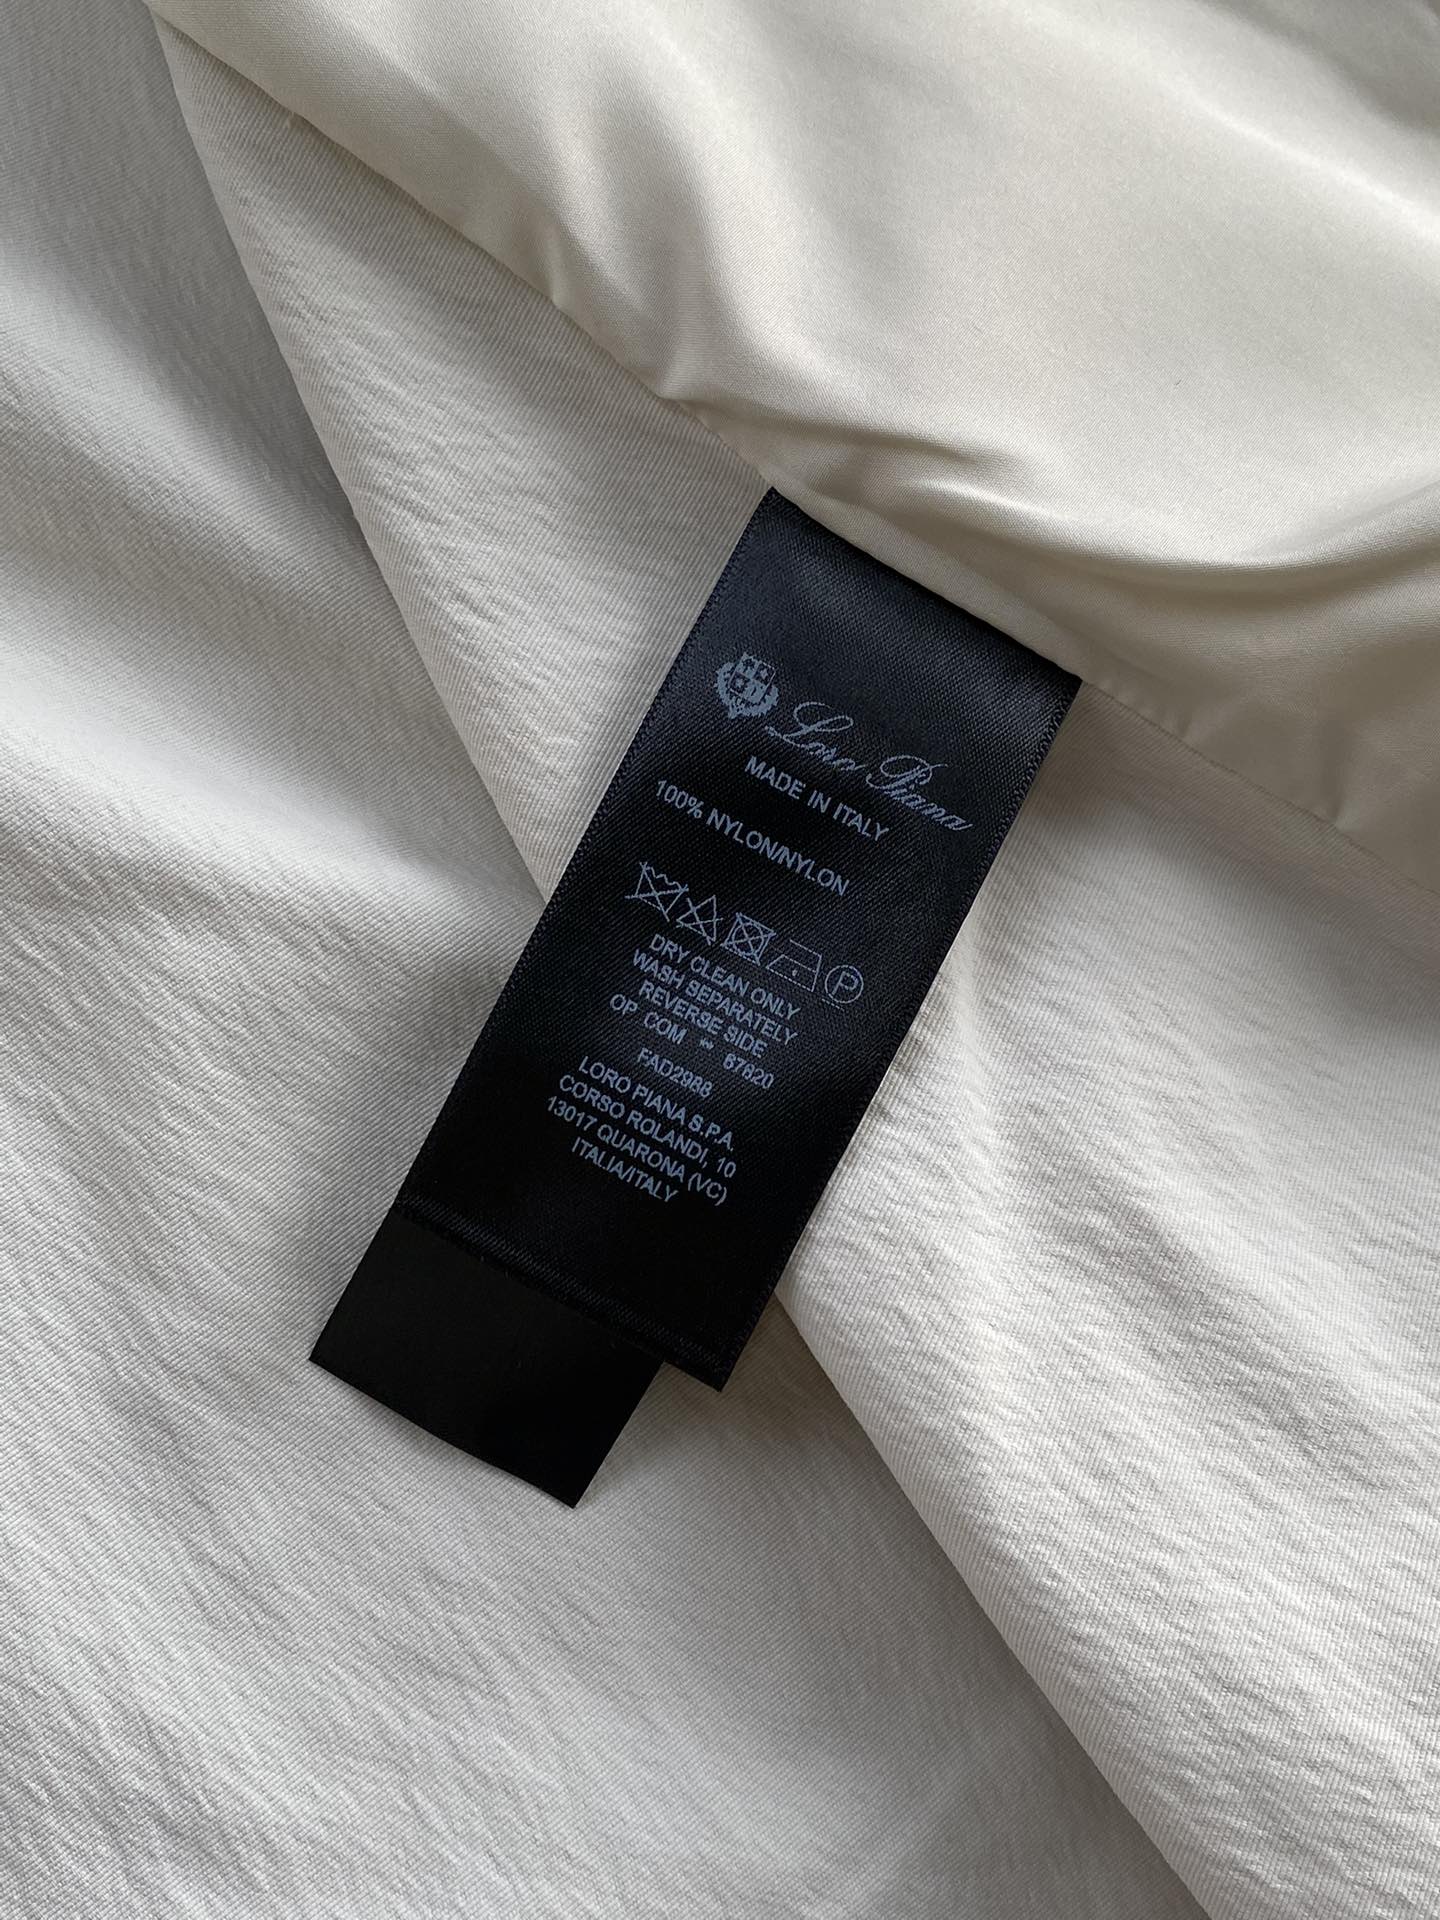 Loro Piana
MADE IN ITALY
100% NYLON/NYLON
P
DRY CLEAN ONLY
WASH SEPARATELY
REVERSE SIDE
OP COM ** 67820
FAD2988
LORO PIANA S.P.A.
CORSO ROLANDI, 10
13017 QUARONA (VC)
ITALIA/ITALY